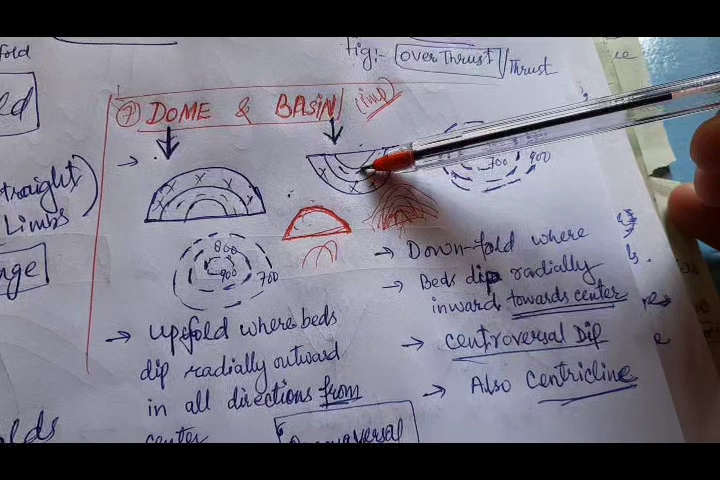 fold
Fig:- Over Thrust / Thrust
ed
⑦ DOME & BASIN (imp)
Straight
Limbs
nge
800
900
700
700
900
Upfold where beds
dip radially outward
in all directions from
center
Down-fold where
Beds dip radially
inward towards center
Centroversal Dip
Also Centricline
olds